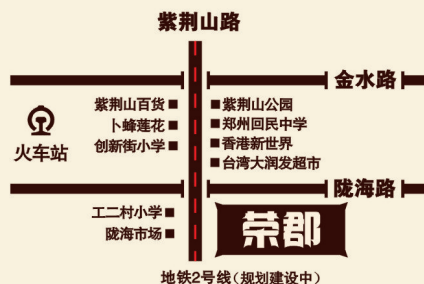 紫荆山路
金水路
紫荆山百货
卜蜂莲花
创新街小学
火车站
紫荆山公园
郑州回民中学
香港新世界
台湾大润发超市
陇海路
工二村小学
陇海市场
荣郡
地铁2号线(规划建设中)